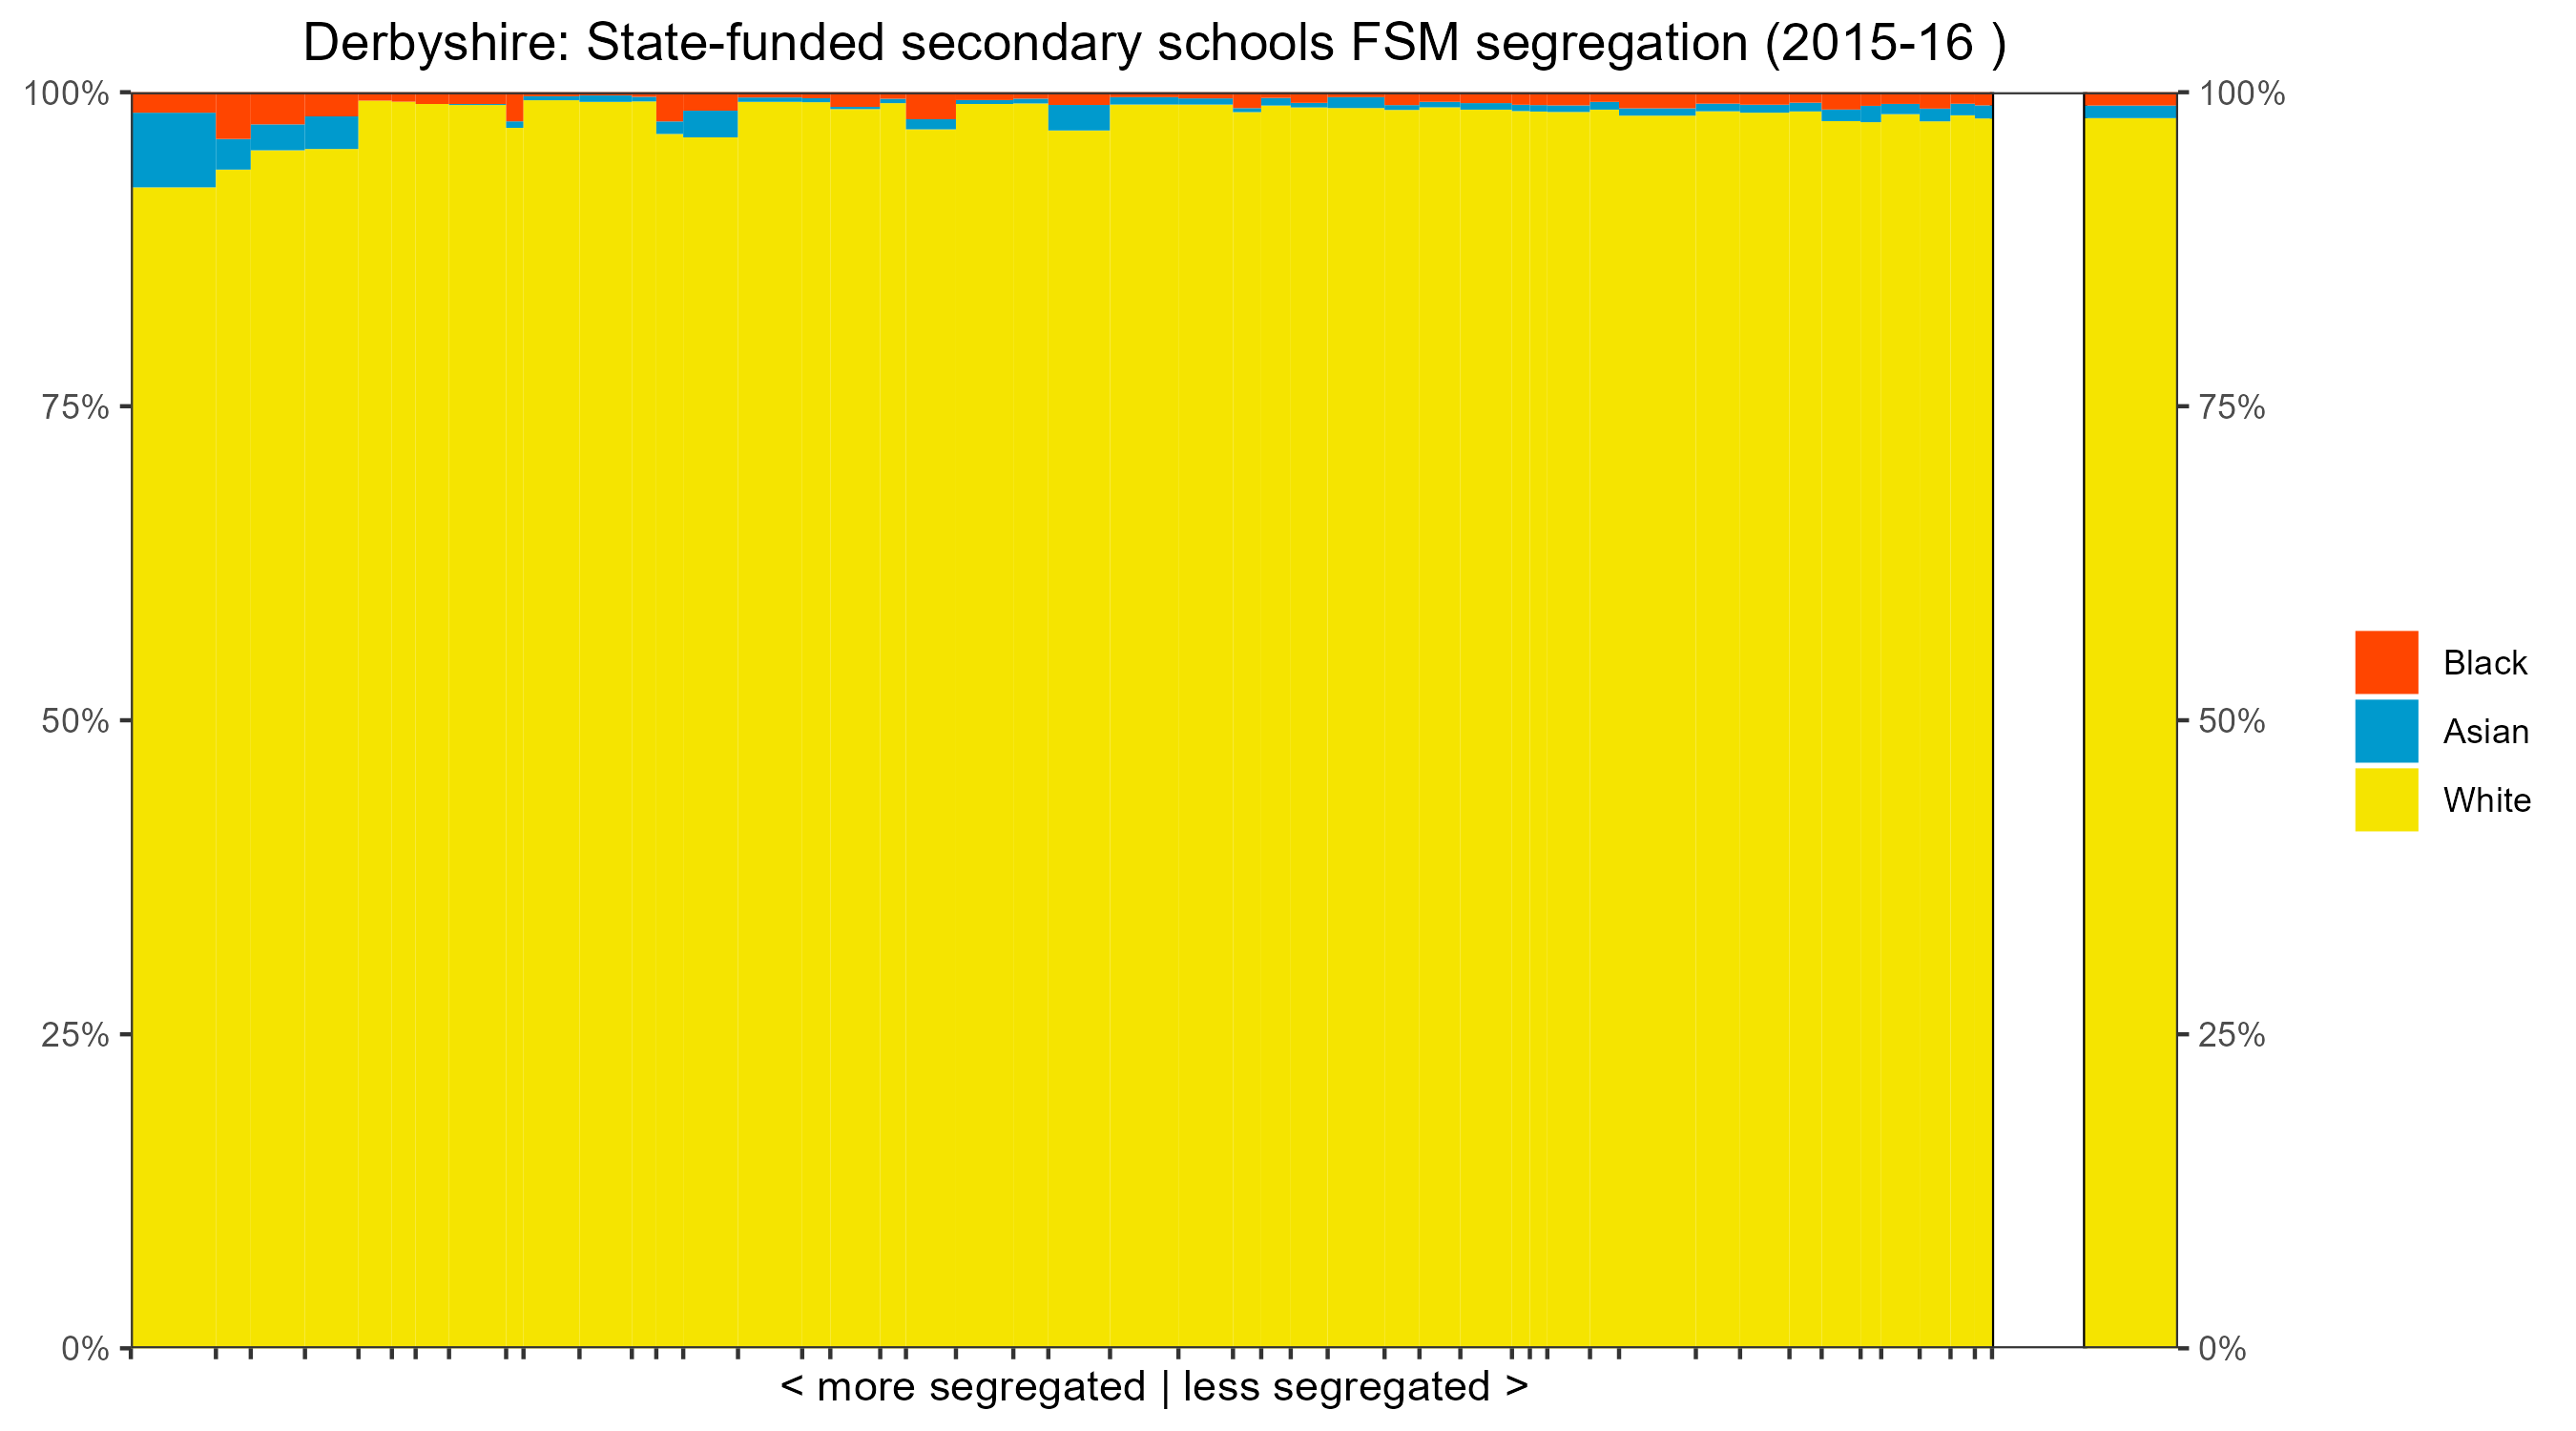 Derbyshire: State-funded secondary schools FSM segregation (2015-16 )
100%
75%
50%
25%
0%
100%
75%
50%
25%
0%
Black
Asian
White
< more segregated | less segregated >